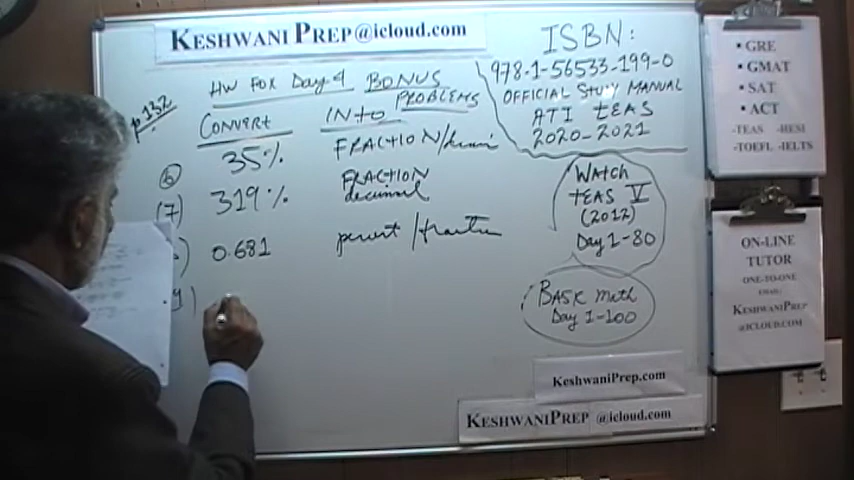 KESHWANI PREP@icloud.com
HW FOX Day-4 BONUS
PROBLEMS
p 132
CONVERT INTO
(6) 35% FRACTION/
(7) 319% FRACTION
decimal
0.681 percent/fraction
ISBN:
978-1-56533-199-0
OFFICIAL STUDY MANUAL
ATI TEAS
2020-2021
WATCH
TEAS V
(2012)
Day 1-80
BASIC Math
Day 1-100
KESHWANIPREP.com
KESHWANIPREP @icloud.com
• GRE
• GMAT
• SAT
• ACT
-TEAS -HESI
-TOEFL -IELTS
ON-LINE
TUTOR
ONE-TO-ONE
EMAIL:
KESHWANIPREP
@ICLOUD.COM